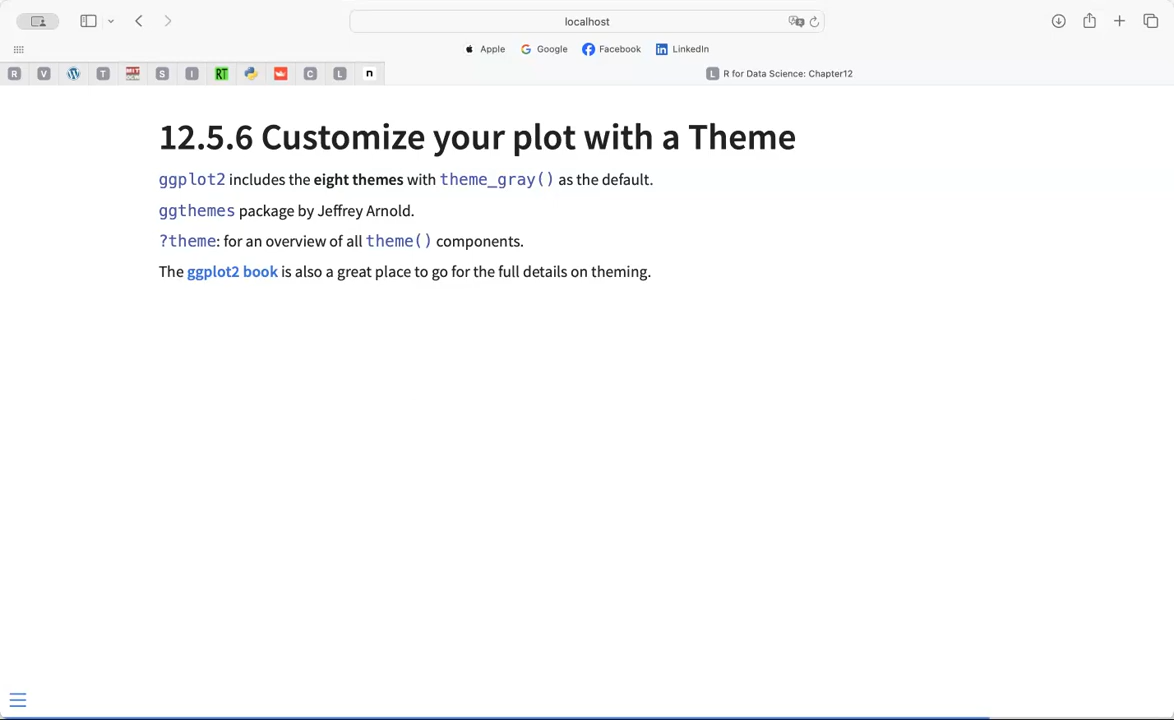 localhost
Apple Google Facebook LinkedIn
R V T S I RT C L n L R for Data Science: Chapter12
12.5.6 Customize your plot with a Theme
ggplot2 includes the eight themes with theme_gray() as the default.
ggthemes package by Jeffrey Arnold.
?theme: for an overview of all theme() components.
The ggplot2 book is also a great place to go for the full details on theming.